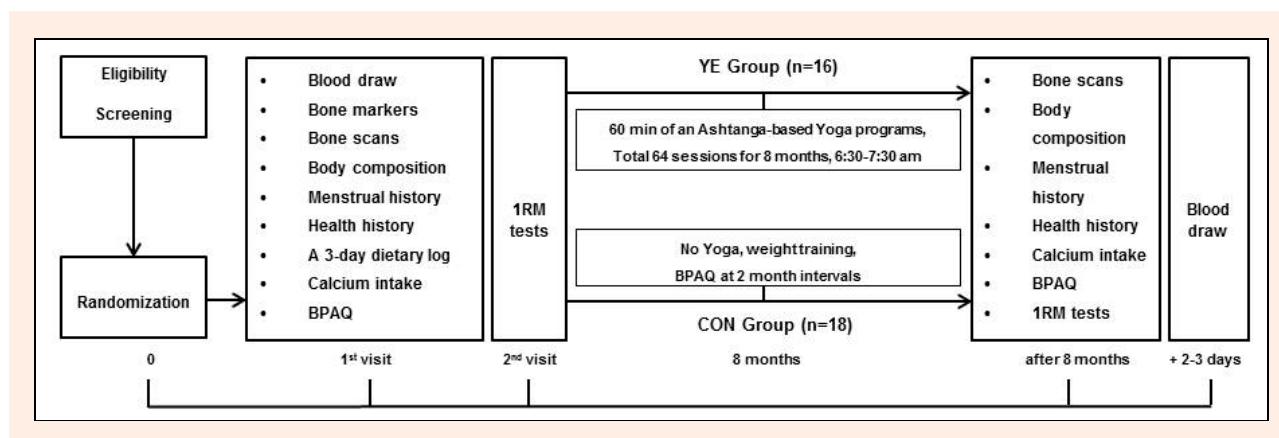 Eligibility
Screening
Randomization
• Blood draw
• Bone markers
• Bone scans
• Body composition
• Menstrual history
• Health history
• A 3-day dietary log
• Calcium intake
• BPAQ
1RM
tests
YE Group (n=16)
60 min of an Ashtanga-based Yoga programs,
Total 64 sessions for 8 months, 6:30-7:30 am
No Yoga, weight training,
BPAQ at 2 month intervals
CON Group (n=18)
• Bone scans
• Body
composition
• Menstrual
history
• Health history
• Calcium intake
• BPAQ
• 1RM tests
Blood
draw
0
1st visit
2nd visit
8 months
after 8 months
+ 2-3 days